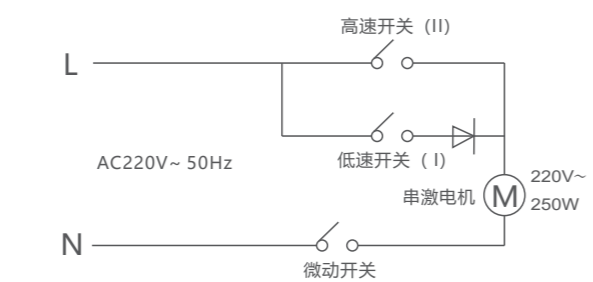 高速开关（II）
L
低速开关（I）
AC220V~ 50Hz
220V~
串激电机
M
250W
N
微动开关